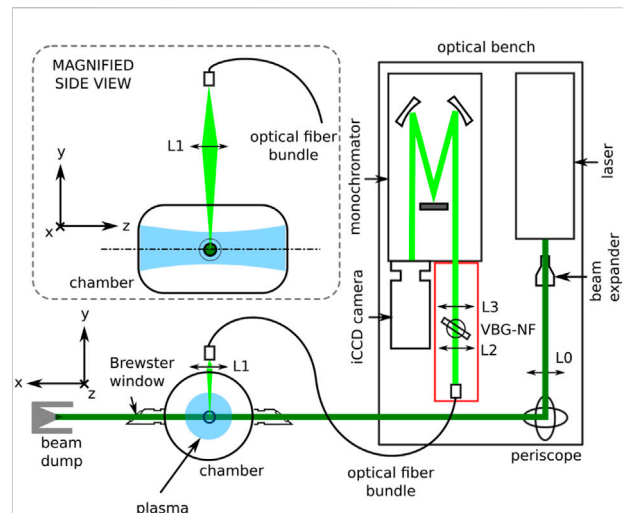 MAGNIFIED
SIDE VIEW
y
x
z
L1
optical fiber
bundle
chamber
optical bench
monochromator
laser
iCCD camera
beam
expander
L3
VBG-NF
L2
L0
periscope
y
x
z
Brewster
window
L1
beam
dump
chamber
plasma
optical fiber
bundle